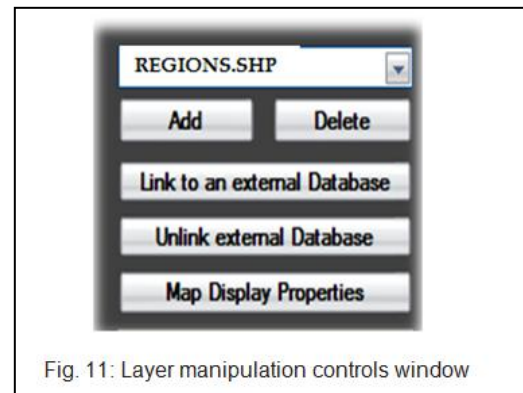 REGIONS.SHP
Add Delete
Link to an external Database
Unlink external Database
Map Display Properties
Fig. 11: Layer manipulation controls window